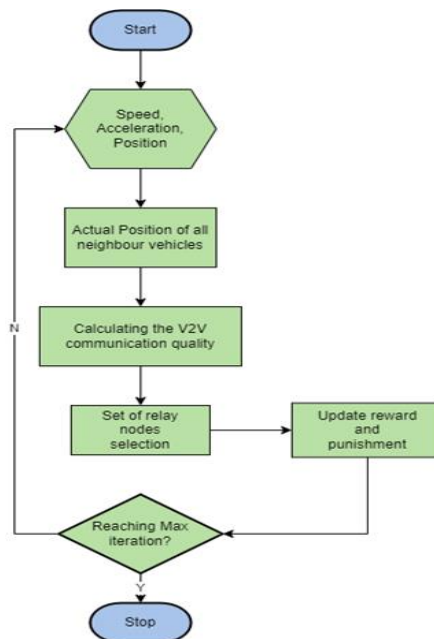 Start
Speed,
Acceleration,
Position
Actual Position of all
neighbour vehicles
N
Calculating the V2V
communication quality
Set of relay
nodes
selection
Update reward
and
punishment
Reaching Max
iteration?
Y
Stop